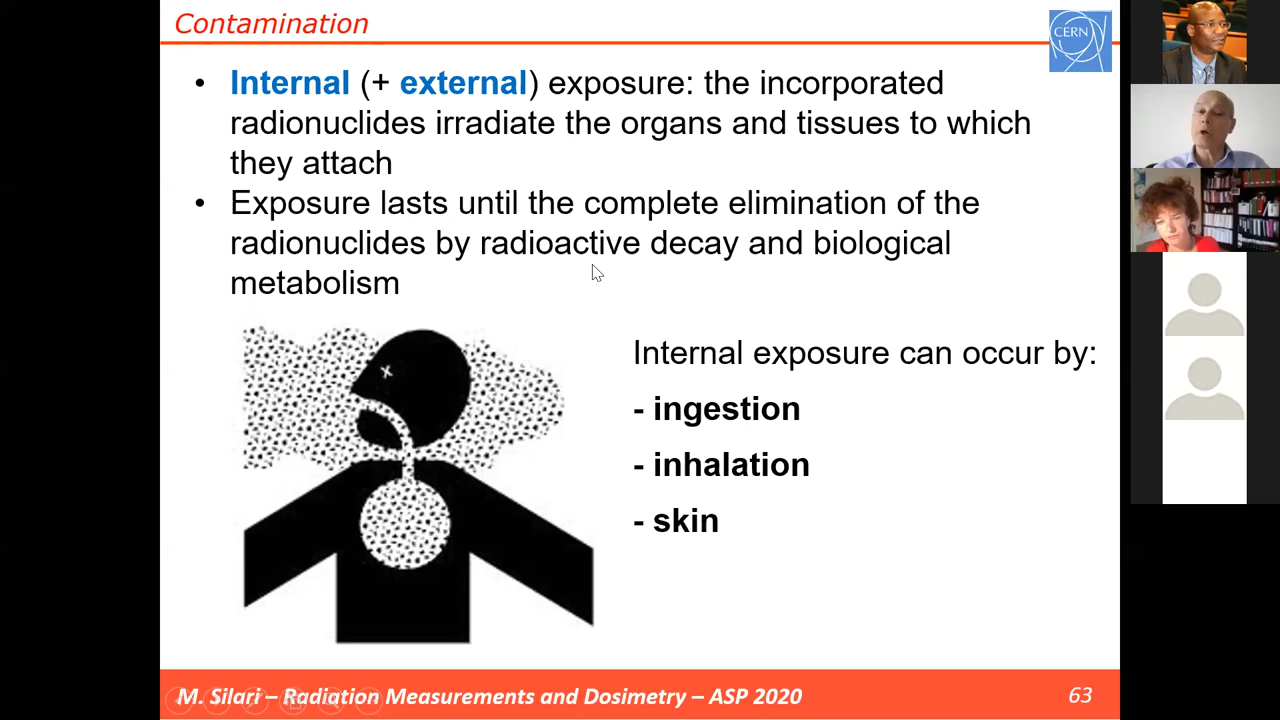 Contamination
CERN
• Internal (+ external) exposure: the incorporated
radionuclides irradiate the organs and tissues to which
they attach
• Exposure lasts until the complete elimination of the
radionuclides by radioactive decay and biological
metabolism
Internal exposure can occur by:
- ingestion
- inhalation
- skin
M. Silari – Radiation Measurements and Dosimetry – ASP 2020
63